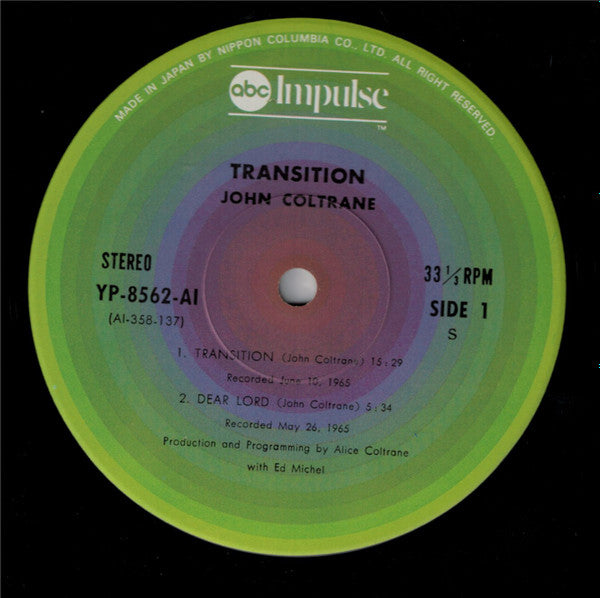 MADE IN JAPAN BY NIPPON COLUMBIA CO., LTD. ALL RIGHT RESERVED.
abc Impulse
TM
TRANSITION
JOHN COLTRANE
STEREO
YP-8562-AI
(AI-358-137)
33 1/3 RPM
SIDE 1
S
1. TRANSITION (John Coltrane) 15:29
Recorded June 10, 1965
2. DEAR LORD (John Coltrane) 5:34
Recorded May 26, 1965
Production and Programming by Alice Coltrane
with Ed Michel